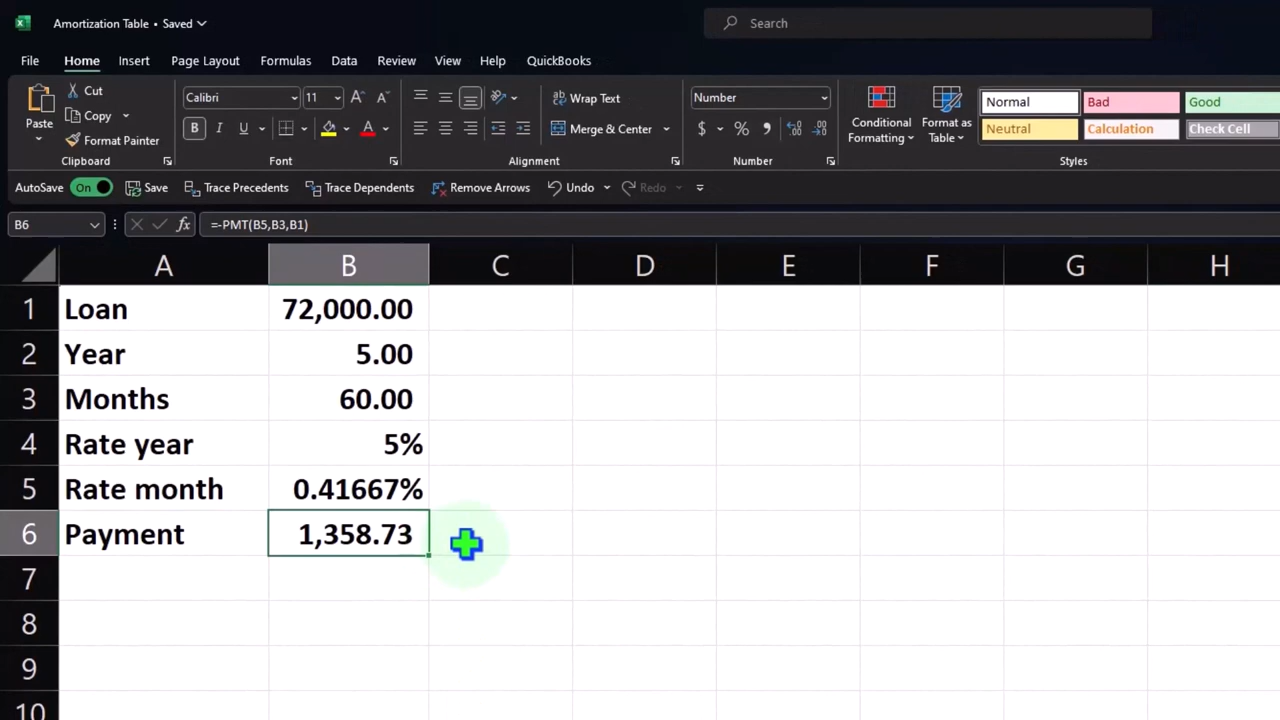 Amortization Table • Saved
Search
File Home Insert Page Layout Formulas Data Review View Help QuickBooks
Paste
Cut
Copy
Format Painter
Clipboard
Calibri 11 A A
B I U A
Font
ab Wrap Text
Merge & Center
Alignment
Number
$ % 9
Number
Conditional Formatting
Format as Table
Normal Bad Good
Neutral Calculation Check Cell
Styles
AutoSave On Save Trace Precedents Trace Dependents Remove Arrows Undo Redo
B6 fx =-PMT(B5,B3,B1)
A B C D E F G H
1 Loan 72,000.00
2 Year 5.00
3 Months 60.00
4 Rate year 5%
5 Rate month 0.41667%
6 Payment 1,358.73
7
8
9
10